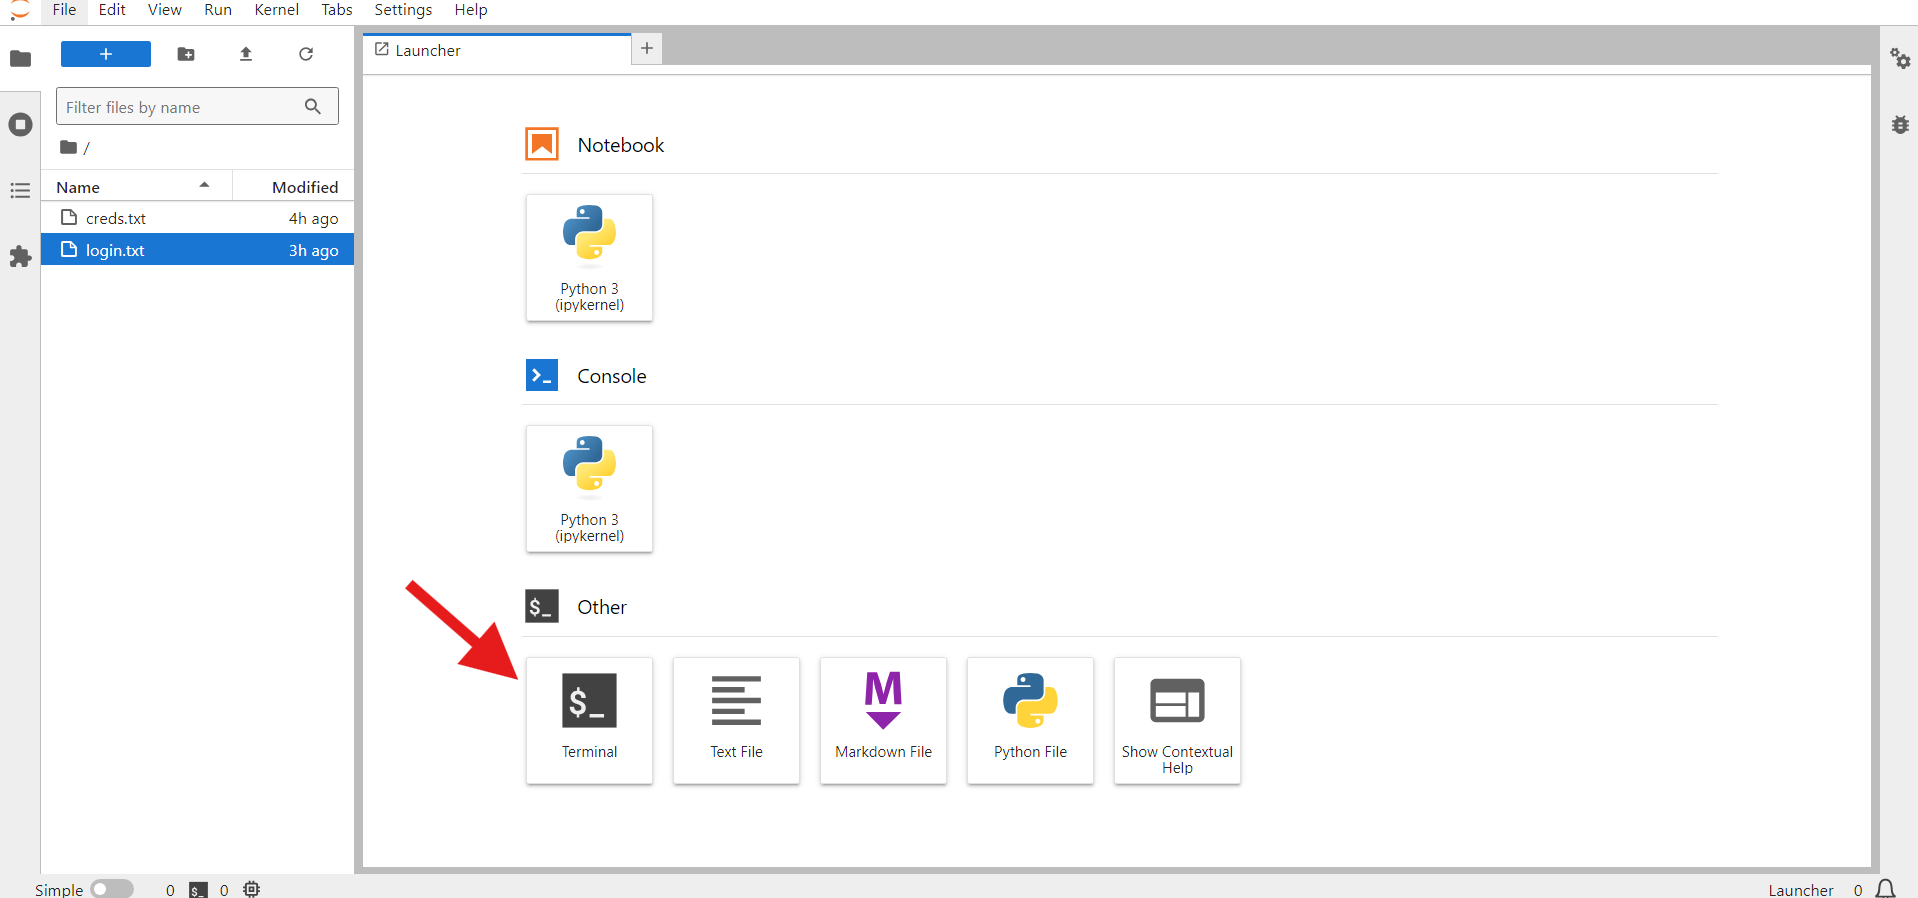 File Edit View Run Kernel Tabs Settings Help
+
Launcher
+
Filter files by name
/
Name Modified
creds.txt 4h ago
login.txt 3h ago
Notebook
Python 3
(ipykernel)
Console
Python 3
(ipykernel)
$_ Other
$_
M
Terminal Text File Markdown File Python File Show Contextual
Help
Simple 0 $_ 0 Launcher 0